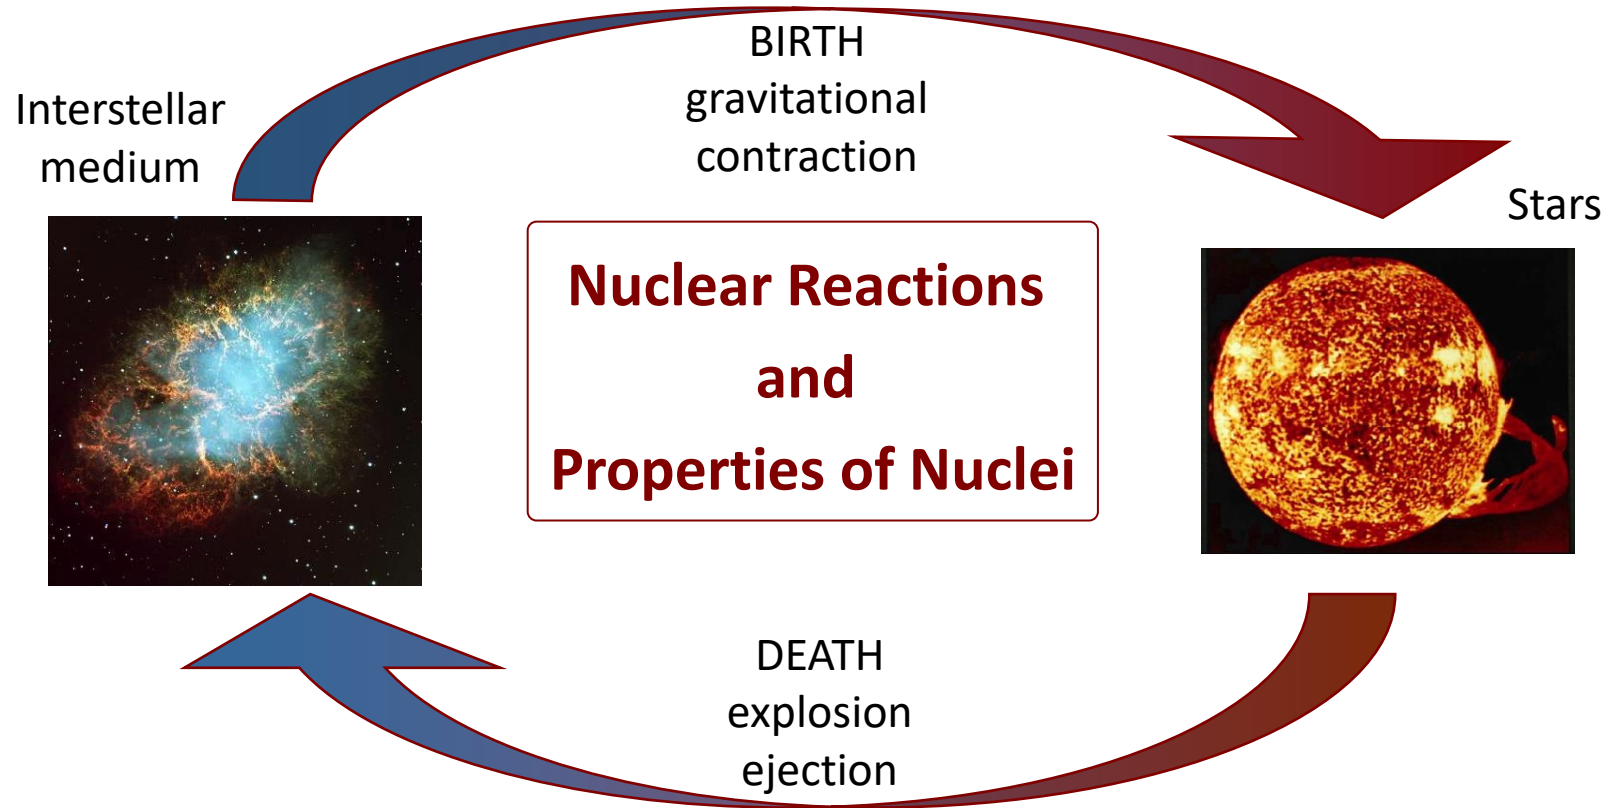 BIRTH
gravitational
contraction
Interstellar
medium
Stars
Nuclear Reactions
and
Properties of Nuclei
DEATH
explosion
ejection